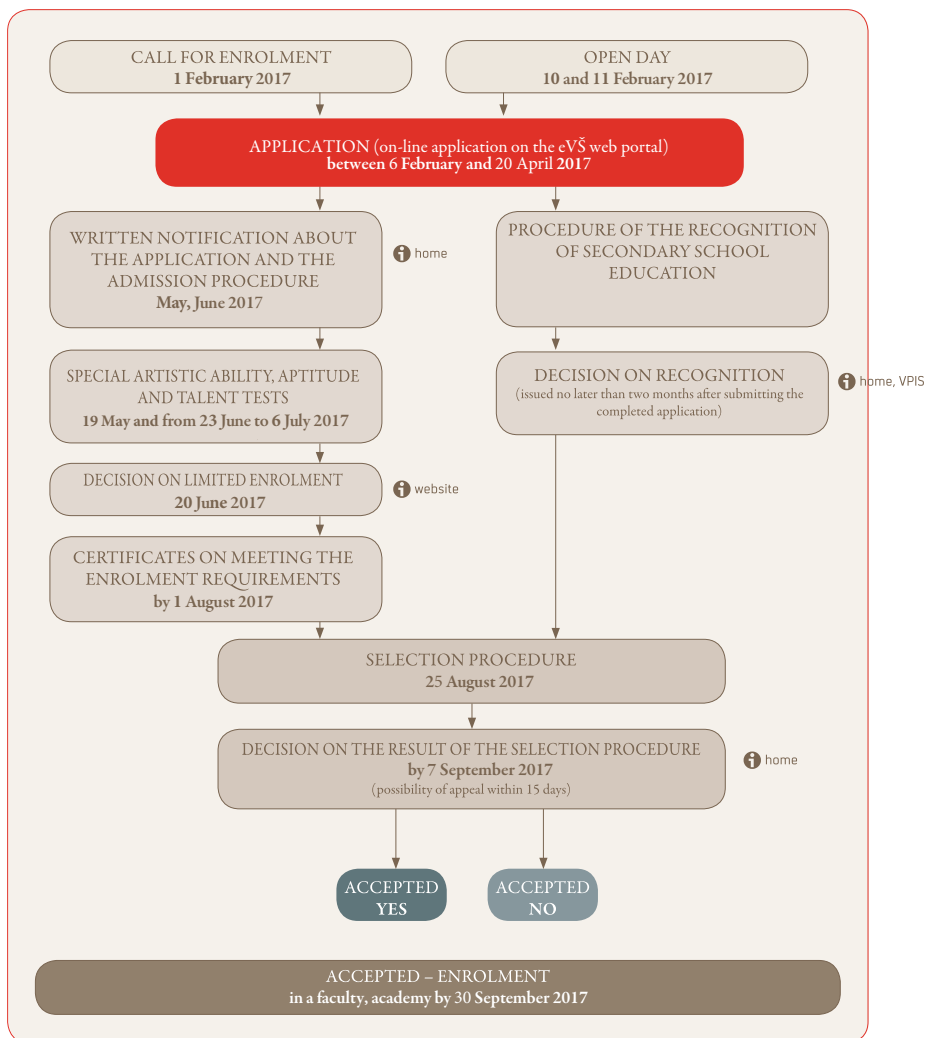 CALL FOR ENROLMENT
1 February 2017
OPEN DAY
10 and 11 February 2017
APPLICATION (on-line application on the eVŠ web portal)
between 6 February and 20 April 2017
WRITTEN NOTIFICATION ABOUT
THE APPLICATION AND THE
ADMISSION PROCEDURE
May, June 2017
home
PROCEDURE OF THE RECOGNITION
OF SECONDARY SCHOOL
EDUCATION
SPECIAL ARTISTIC ABILITY, APTITUDE
AND TALENT TESTS
19 May and from 23 June to 6 July 2017
DECISION ON RECOGNITION
(issued no later than two months after submitting the
completed application)
home, VPIS
DECISION ON LIMITED ENROLMENT
20 June 2017
website
CERTIFICATES ON MEETING THE
ENROLMENT REQUIREMENTS
by 1 August 2017
SELECTION PROCEDURE
25 August 2017
DECISION ON THE RESULT OF THE SELECTION PROCEDURE
by 7 September 2017
(possibility of appeal within 15 days)
home
ACCEPTED
YES
ACCEPTED
NO
ACCEPTED – ENROLMENT
in a faculty, academy by 30 September 2017